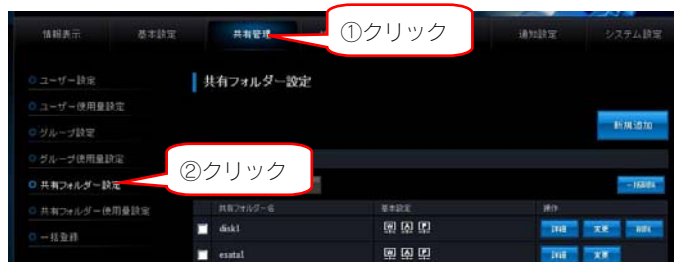 情報表示 基本設定 共有管理 通知設定 システム設定
①クリック
ユーザー設定
共有フォルダー設定
ユーザー使用量設定
グループ設定
新規追加
グループ使用量設定
②クリック
共有フォルダー設定
一括削除
共有フォルダー使用量設定
共有フォルダー名 基本設定 操作
一括登録
disk1 W A F 詳細 変更 削除
esata1 W A F 詳細 変更